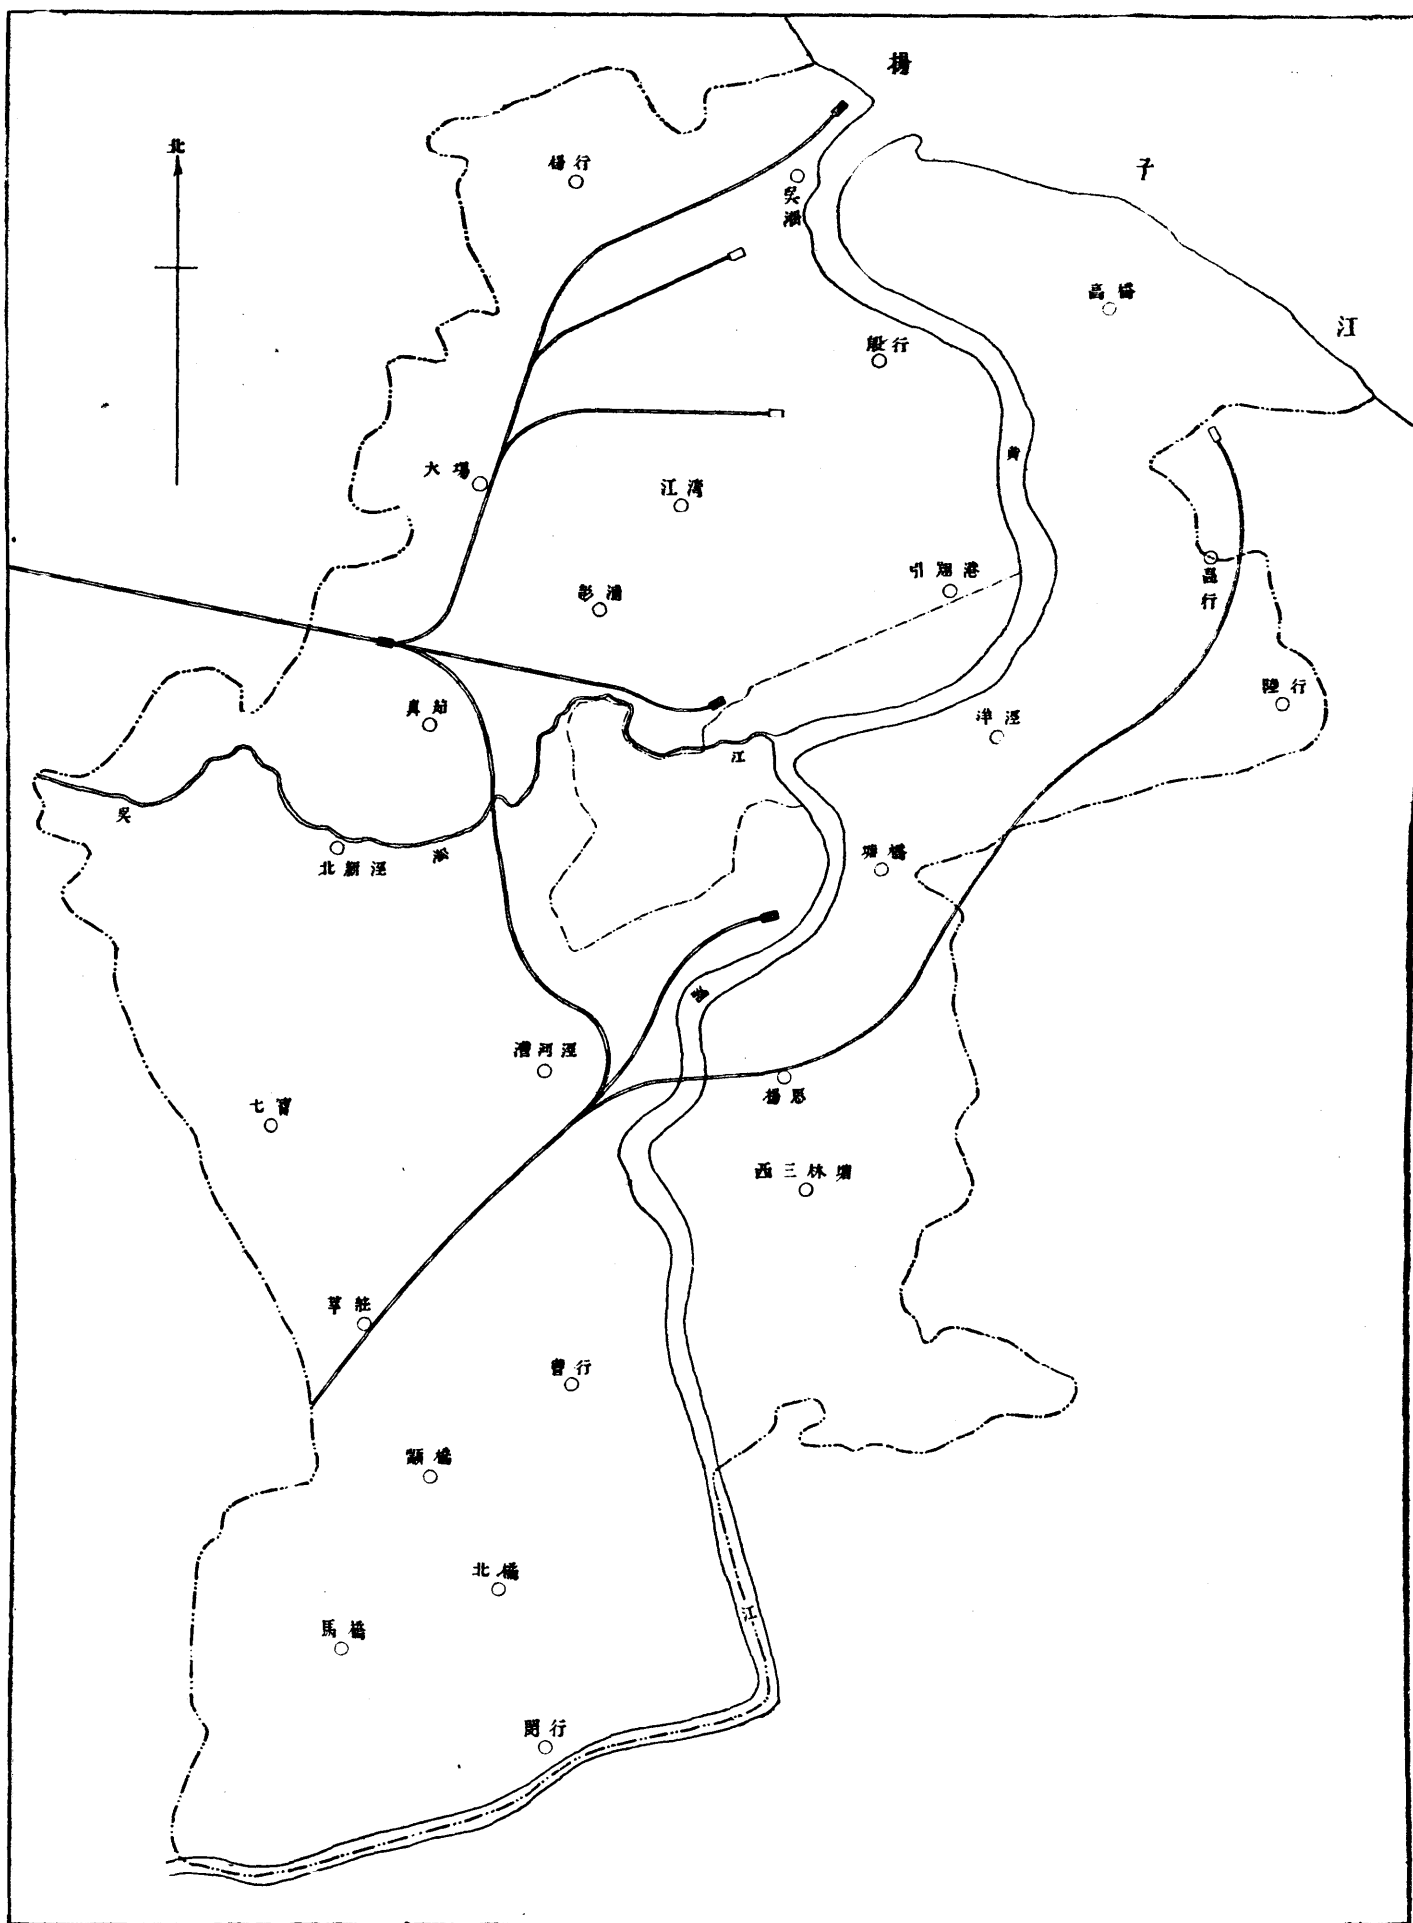 楊
子
江
北
楊行
吳淞
高橋
殷行
大場
江湾
黄
引翔港
彭浦
高行
陸行
真茹
洋涇
江
吳
北新涇
淞
塘橋
浦
漕河涇
七寶
楊思
西三林塘
莘莊
曹行
顓橋
北橋
馬橋
江
閔行